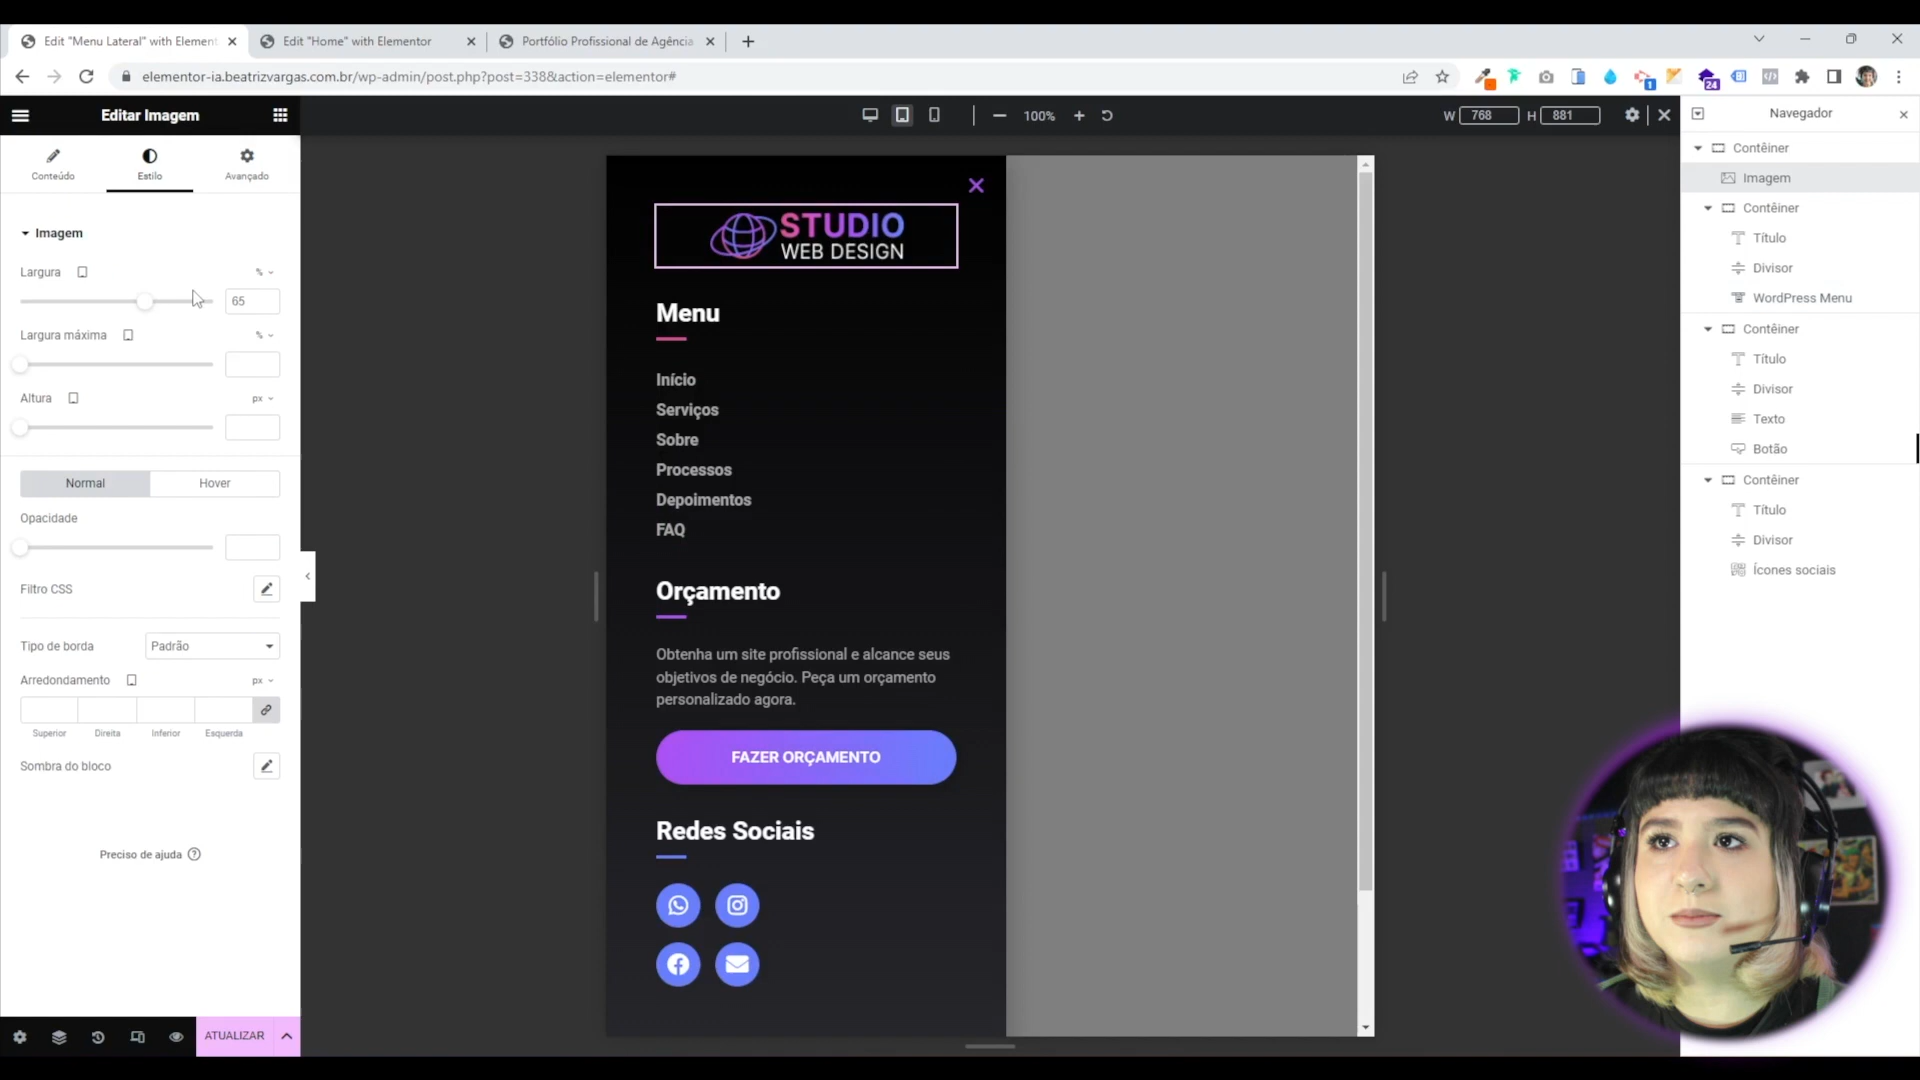 Edit "Menu Lateral" with Element
Edit "Home" with Elementor
Portfólio Profissional de Agência
elementor-ia.beatrizvargas.com.br/wp-admin/post.php?post=338&action=elementor#
1
24
Editar Imagem
100%
W 768 H 881
Navegador
Conteúdo
Estilo
Avançado
Imagem
Largura
%
65
Largura máxima
%
Altura
px
Normal
Hover
Opacidade
Filtro CSS
Tipo de borda
Padrão
Arredondamento
px
Superior
Direita
Inferior
Esquerda
Sombra do bloco
Preciso de ajuda
ATUALIZAR
STUDIO
WEB DESIGN
Menu
Início
Serviços
Sobre
Processos
Depoimentos
FAQ
Orçamento
Obtenha um site profissional e alcance seus
objetivos de negócio. Peça um orçamento
personalizado agora.
FAZER ORÇAMENTO
Redes Sociais
Contêiner
Imagem
Contêiner
Título
Divisor
WordPress Menu
Contêiner
Título
Divisor
Texto
Botão
Contêiner
Título
Divisor
Ícones sociais